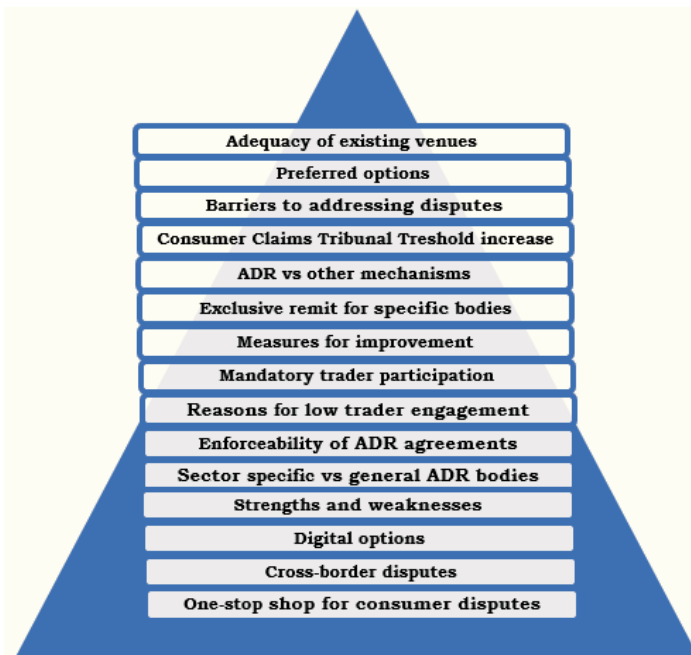 Adequacy of existing venues
Preferred options
Barriers to addressing disputes
Consumer Claims Tribunal Treshold increase
ADR vs other mechanisms
Exclusive remit for specific bodies
Measures for improvement
Mandatory trader participation
Reasons for low trader engagement
Enforceability of ADR agreements
Sector specific vs general ADR bodies
Strengths and weaknesses
Digital options
Cross-border disputes
One-stop shop for consumer disputes